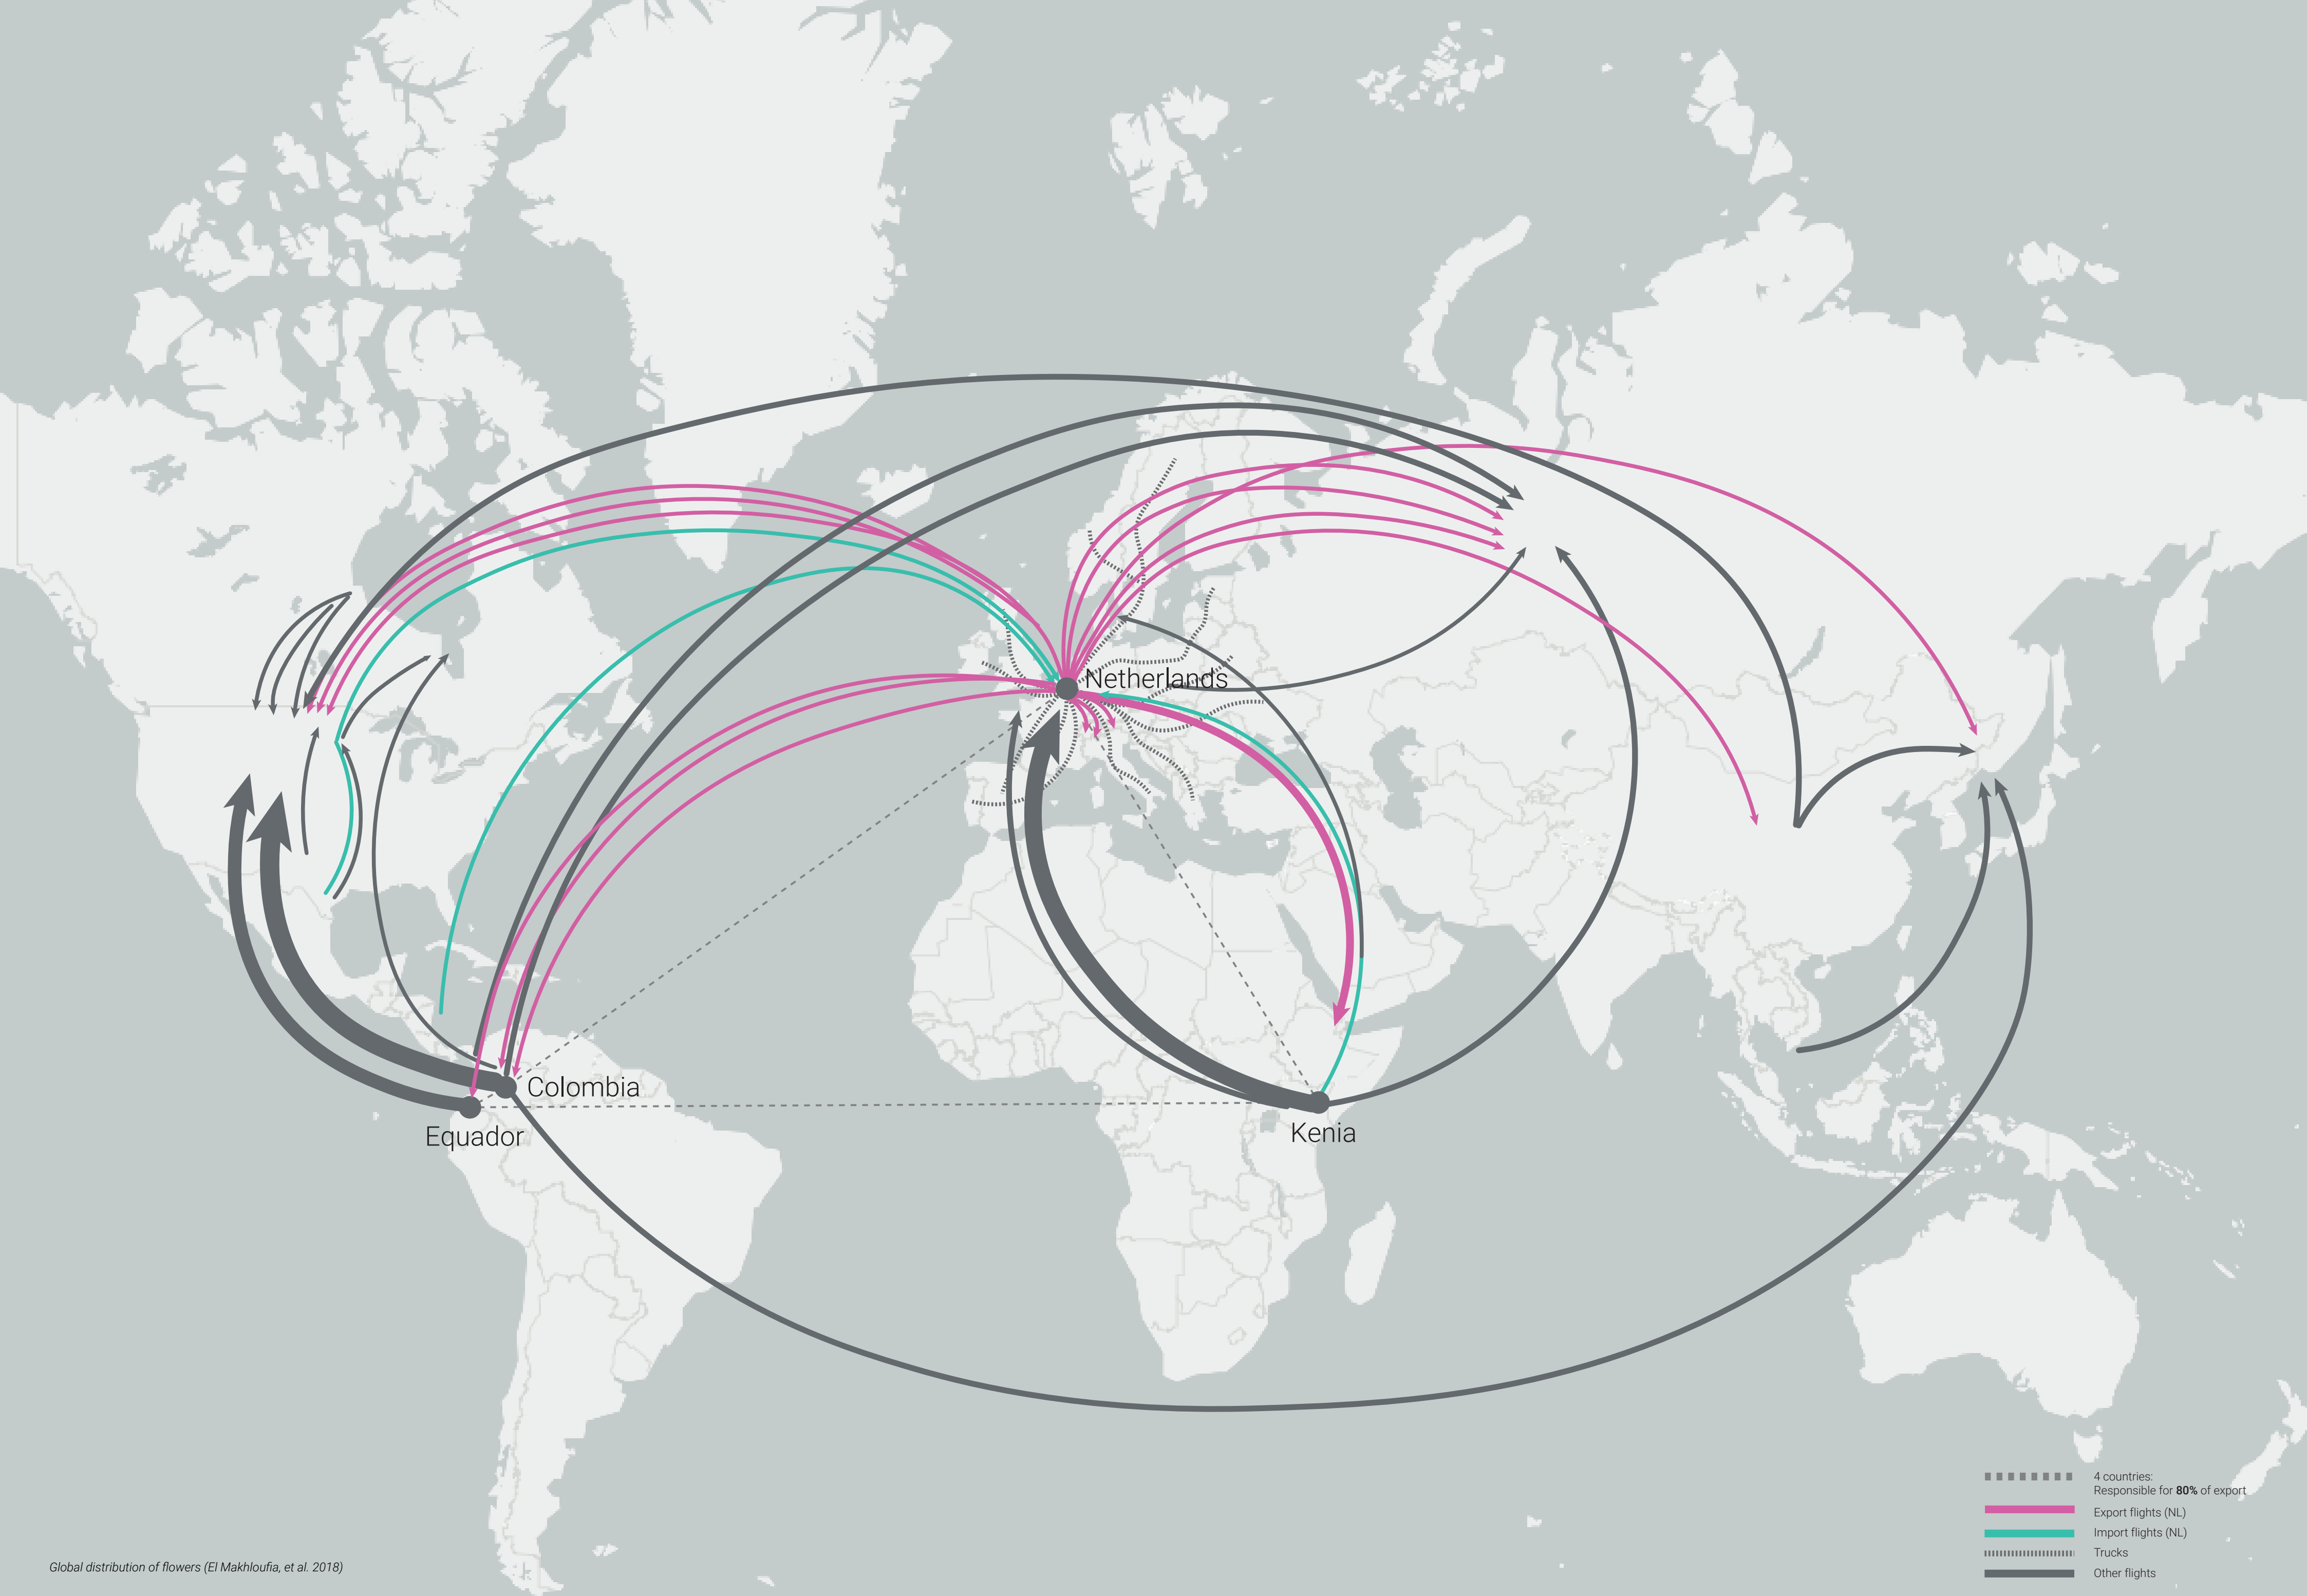 Netherlands
Colombia
Equador
Kenia
4 countries:
Responsible for 80% of export
Export flights (NL)
Import flights (NL)
Trucks
Other flights
Global distribution of flowers (El Makhloufia, et al. 2018)